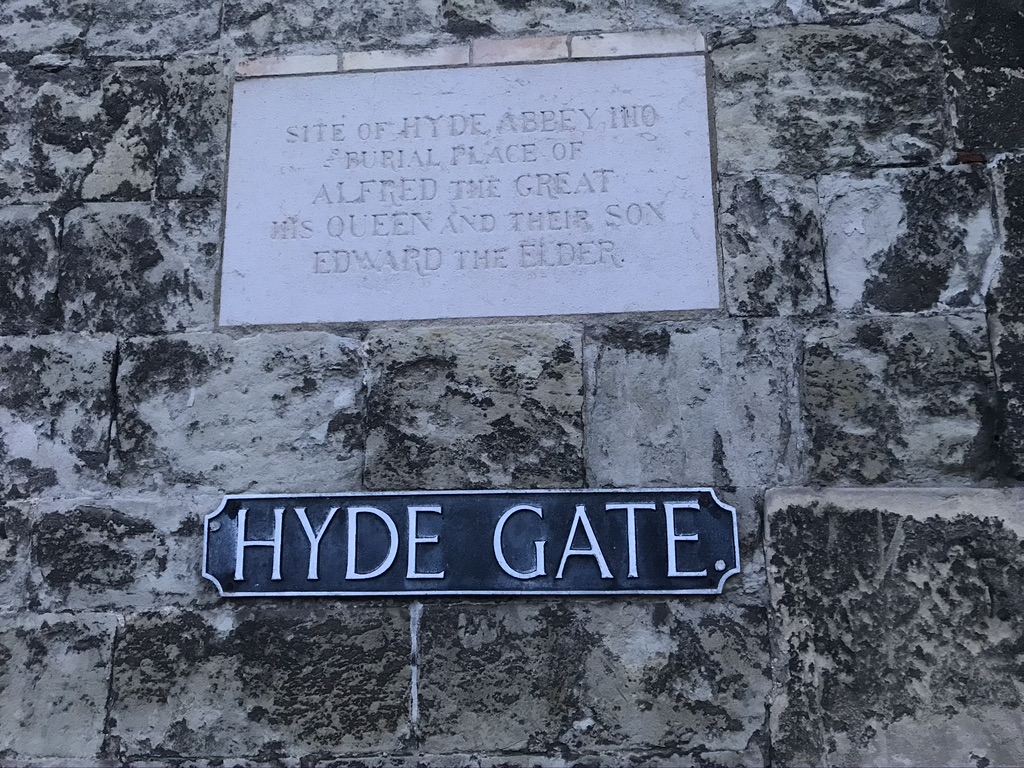 SITE OF HYDE ABBEY 1110
BURIAL PLACE OF
ALFRED THE GREAT
HIS QUEEN AND THEIR SON
EDWARD THE ELDER.
HYDE GATE.